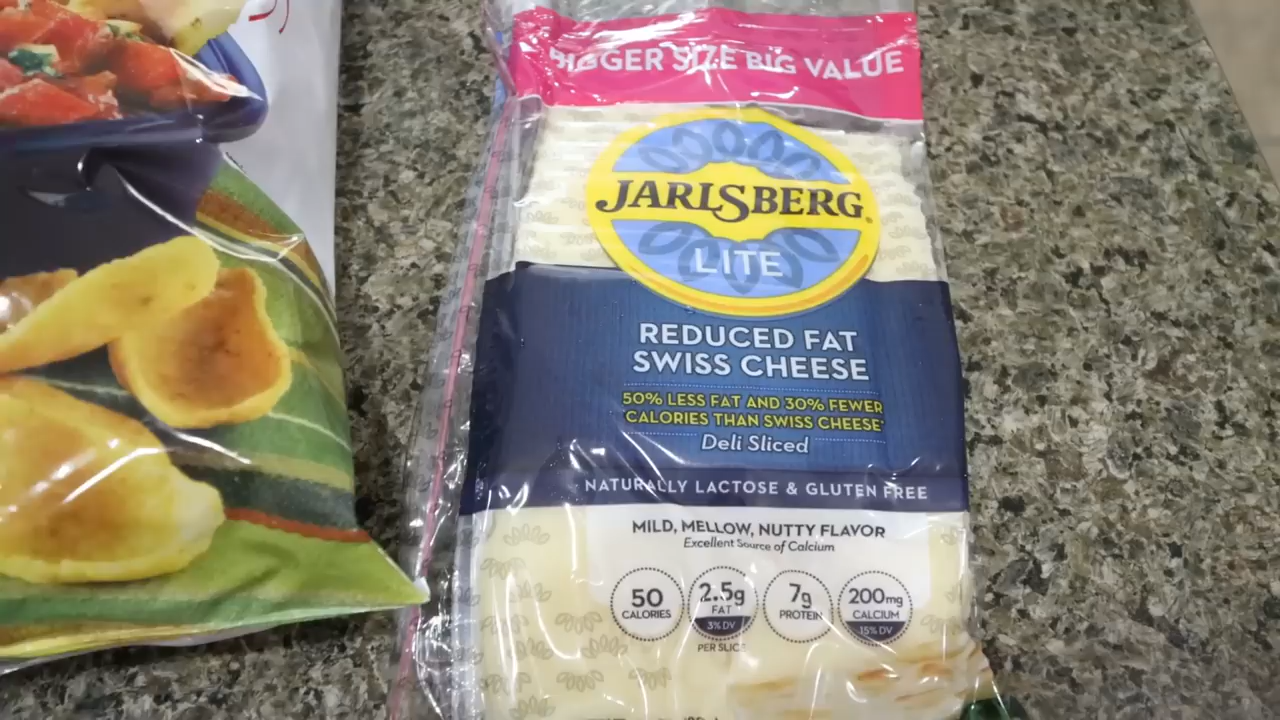 BIGGER SIZE BIG VALUE
JARLSBERG®
LITE
REDUCED FAT
SWISS CHEESE
50% LESS FAT AND 30% FEWER
CALORIES THAN SWISS CHEESE*
Deli Sliced
NATURALLY LACTOSE & GLUTEN FREE
MILD, MELLOW, NUTTY FLAVOR
Excellent Source of Calcium
50 2.5g 7g 200mg
CALORIES FAT PROTEIN CALCIUM
3% DV 15% DV
PER SLICE